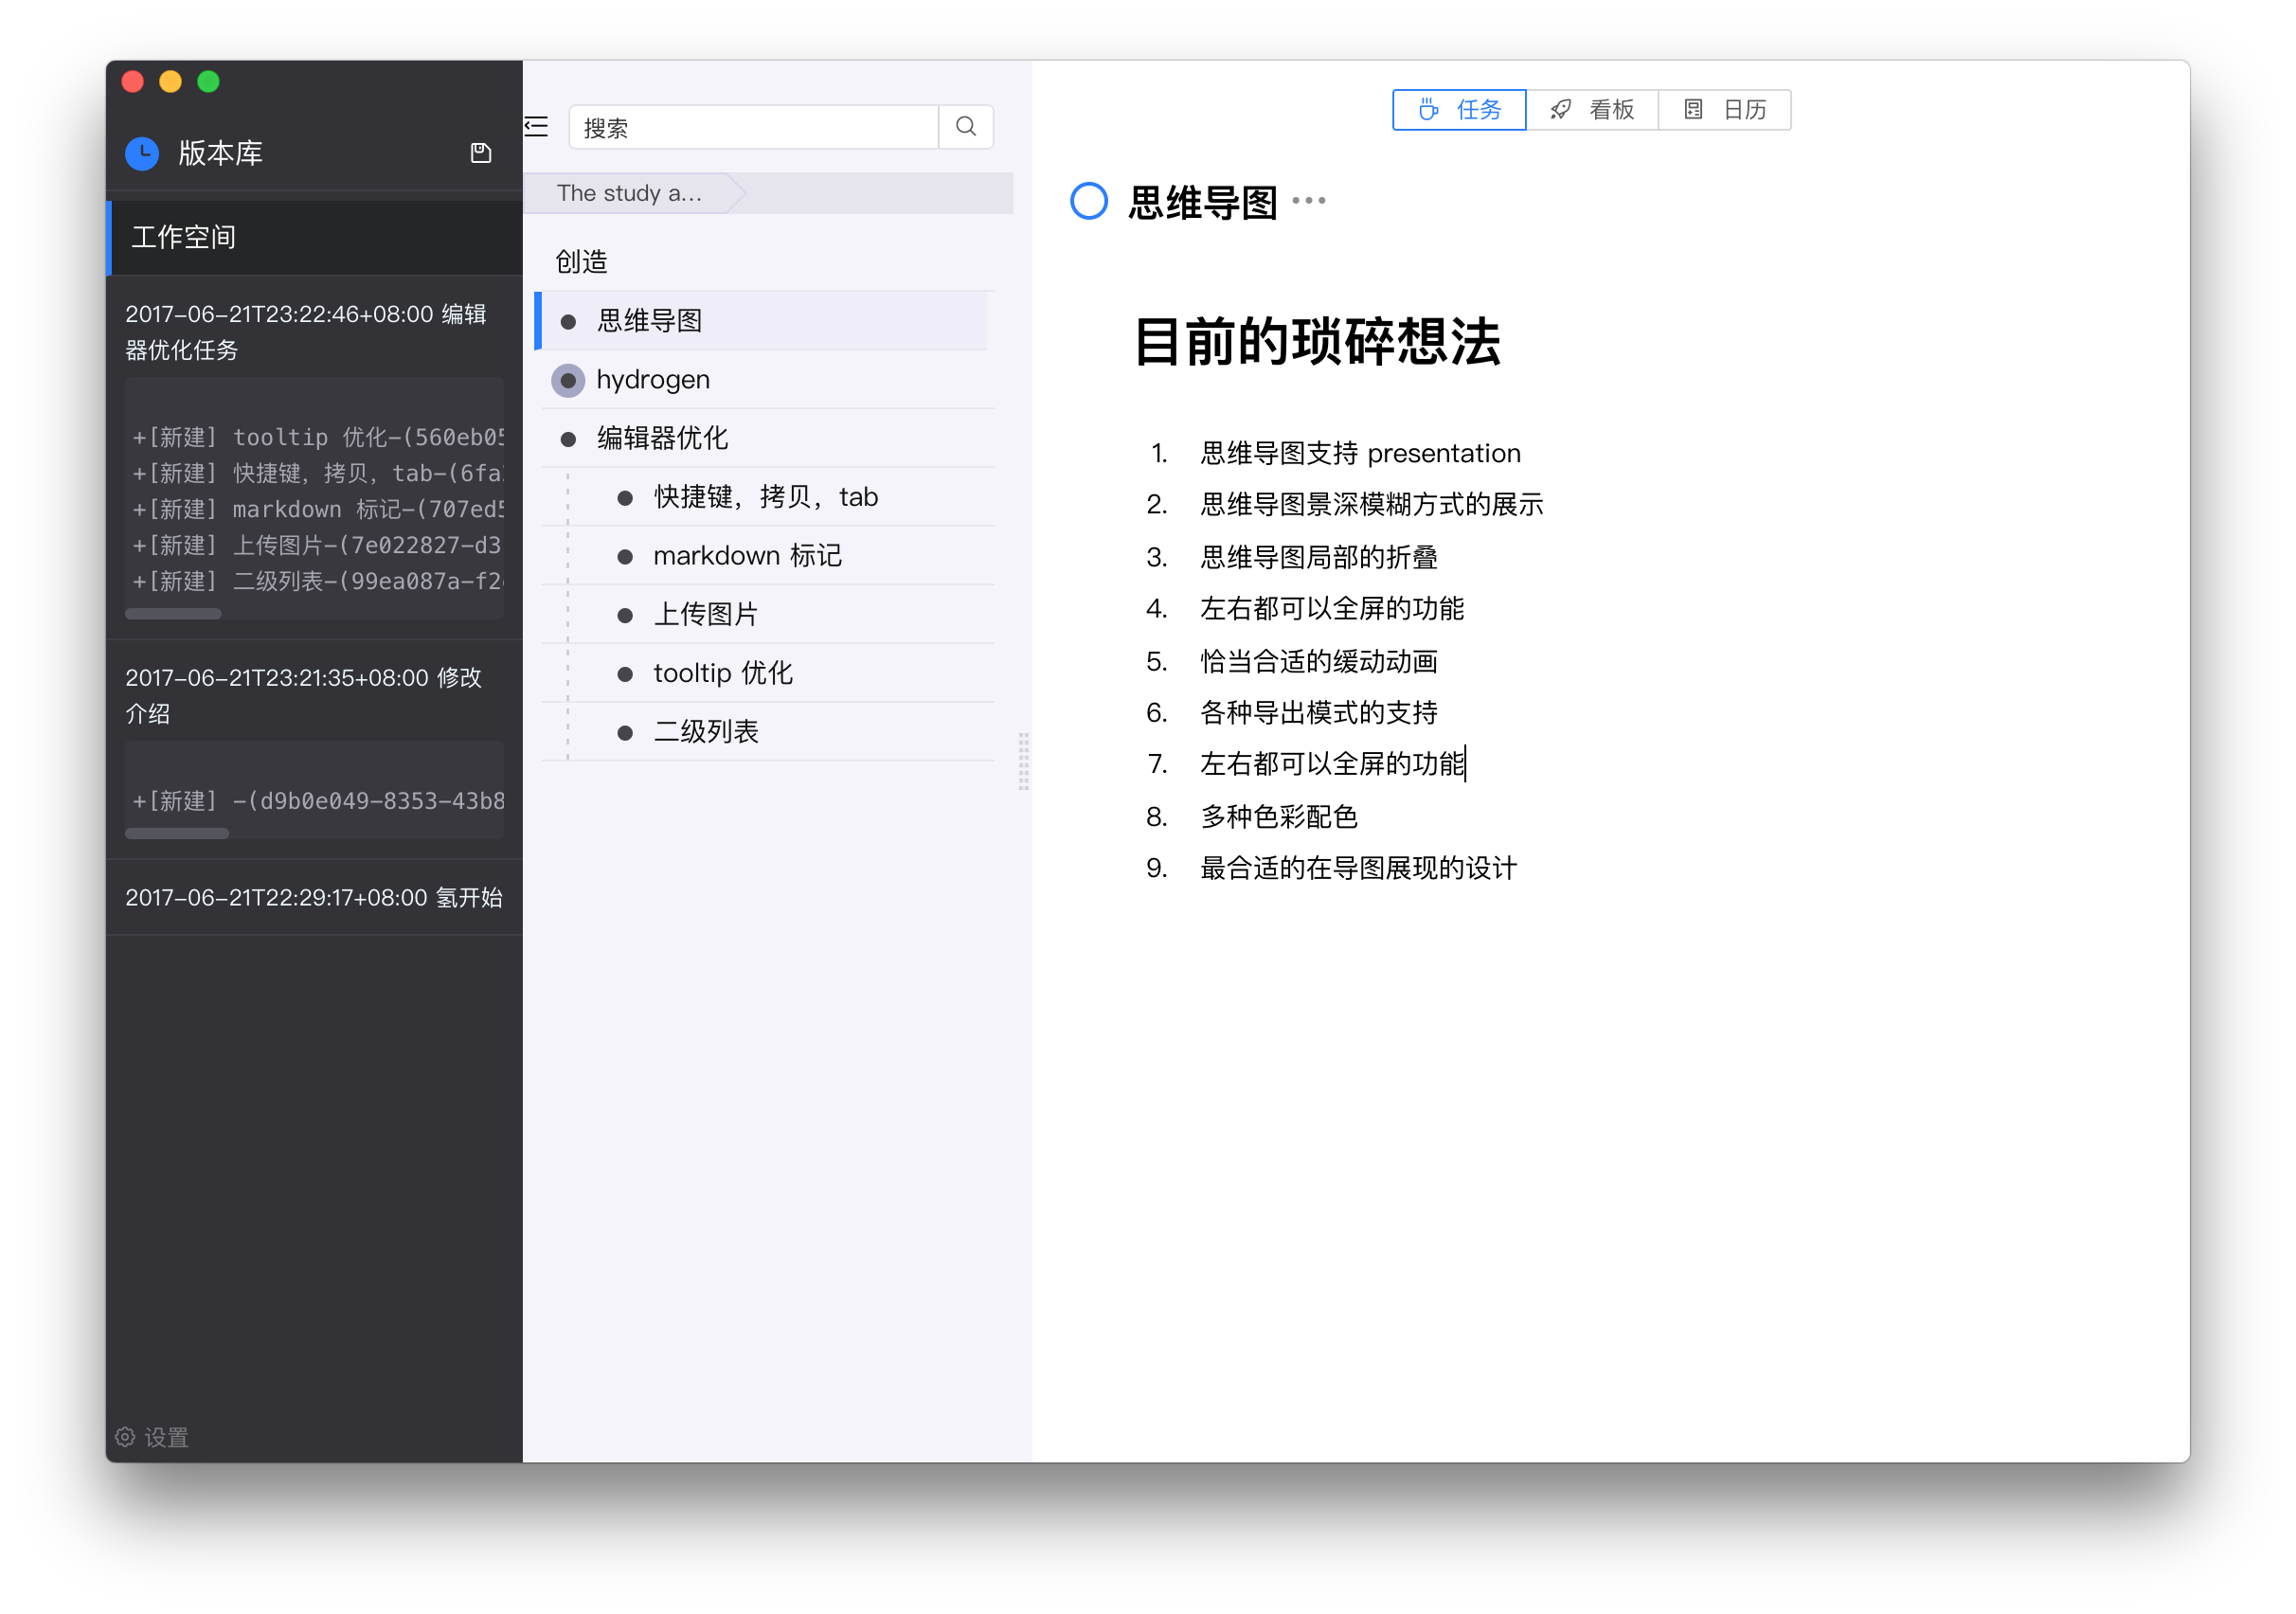 版本库
工作空间
2017-06-21T23:22:46+08:00 编辑
器优化任务
+[新建] tooltip 优化-(560eb05
+[新建] 快捷键，拷贝，tab-(6fa
+[新建] markdown 标记-(707ed5
+[新建] 上传图片-(7e022827-d3
+[新建] 二级列表-(99ea087a-f2
2017-06-21T23:21:35+08:00 修改
介绍
+[新建] -(d9b0e049-8353-43b8
2017-06-21T22:29:17+08:00 氢开始
设置
搜索
The study a...
创造
思维导图
hydrogen
编辑器优化
快捷键，拷贝，tab
markdown 标记
上传图片
tooltip 优化
二级列表
任务 看板 日历
思维导图 •••
目前的琐碎想法
1. 思维导图支持 presentation
2. 思维导图景深模糊方式的展示
3. 思维导图局部的折叠
4. 左右都可以全屏的功能
5. 恰当合适的缓动动画
6. 各种导出模式的支持
7. 左右都可以全屏的功能
8. 多种色彩配色
9. 最合适的在导图展现的设计